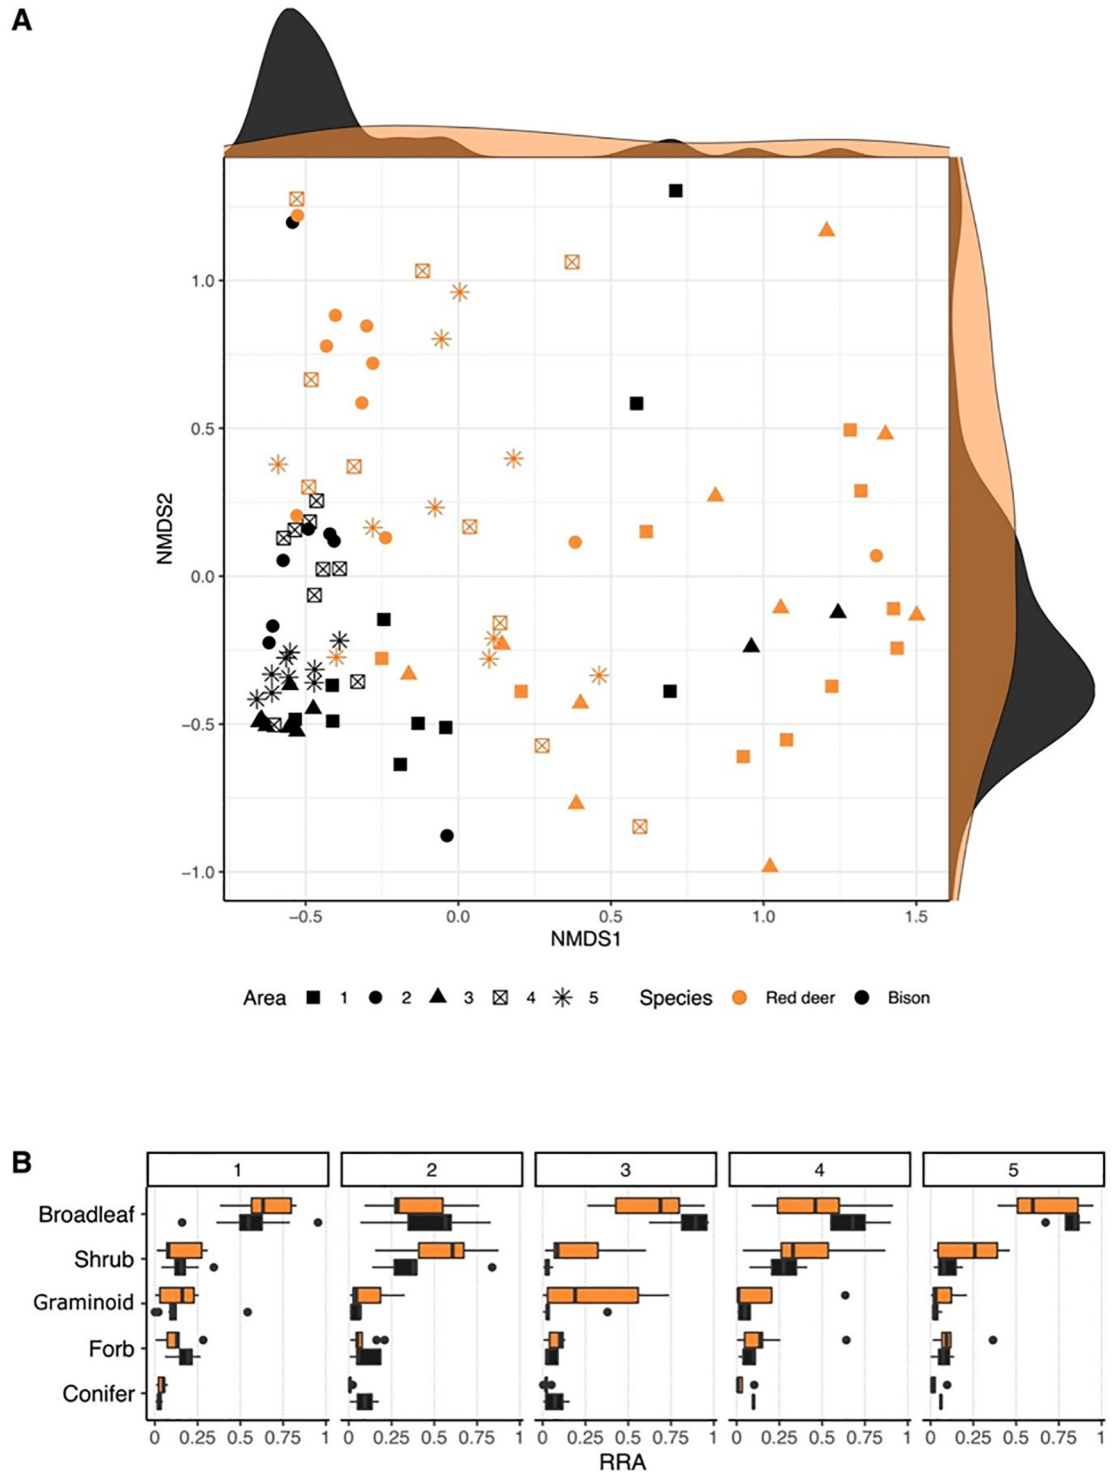 A
1.0
0.5
0.0
−0.5
−1.0
NMDS2
−0.5 0.0 0.5 1.0 1.5
NMDS1
Area 1 2 3 4 5 Species Red deer Bison
B
1 2 3 4 5
Broadleaf
Shrub
Graminoid
Forb
Conifer
0 0.25 0.5 0.75 1 0 0.25 0.5 0.75 1 0 0.25 0.5 0.75 1 0 0.25 0.5 0.75 1 0 0.25 0.5 0.75 1
RRA